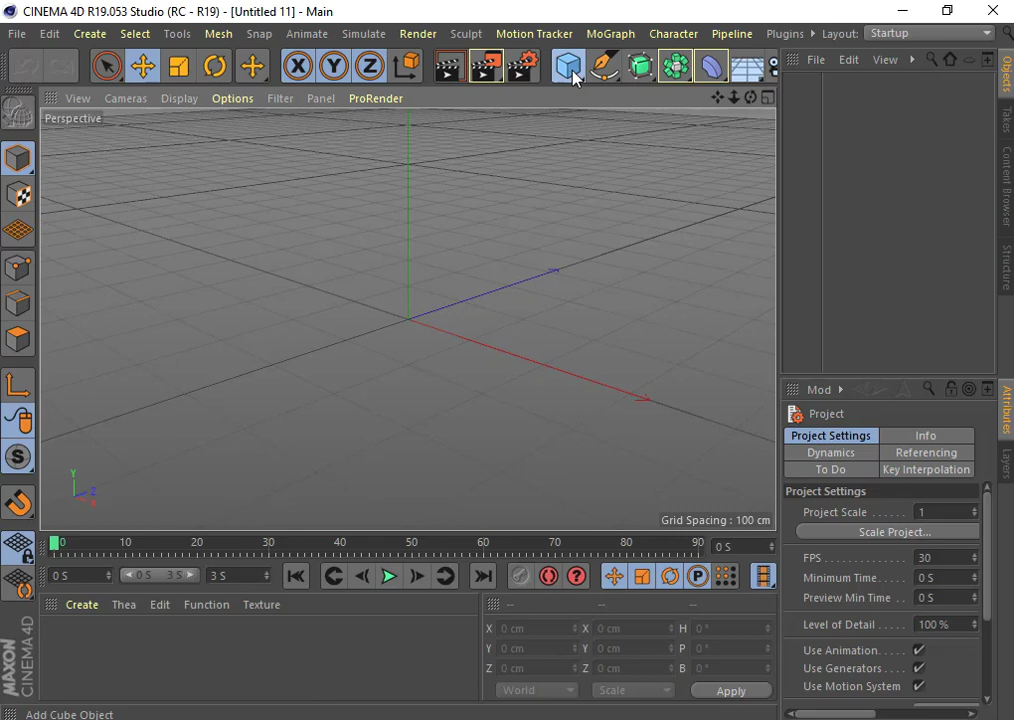 CINEMA 4D R19.053 Studio (RC - R19) - [Untitled 11] - Main
File Edit Create Select Tools Mesh Snap Animate Simulate Render Sculpt Motion Tracker MoGraph Character Pipeline Plugins Layout: Startup
X Y Z
View Cameras Display Options Filter Panel ProRender
File Edit View
Objects
Takes
Content Browser
Structure
Perspective
Y
Z
X
Grid Spacing : 100 cm
Mod
Attributes
Layers
Project
Project Settings Info
Dynamics Referencing
To Do Key Interpolation
Project Settings
Project Scale . . . . . . 1
Scale Project...
FPS 30
Minimum Time. . . 0 S
Preview Min Time . . 0 S
Level of Detail . . . . . 100 %
Use Animation. . . .
Use Generators . . .
Use Motion System
S
0 10 20 30 40 50 60 70 80 90 0 S
0 S 0 S 3 S 3 S
P
Create Thea Edit Function Texture
-- -- --
X 0 cm X 0 cm H 0 °
Y 0 cm Y 0 cm P 0 °
Z 0 cm Z 0 cm B 0 °
World Scale Apply
MAXON
CINEMA 4D
Add Cube Object